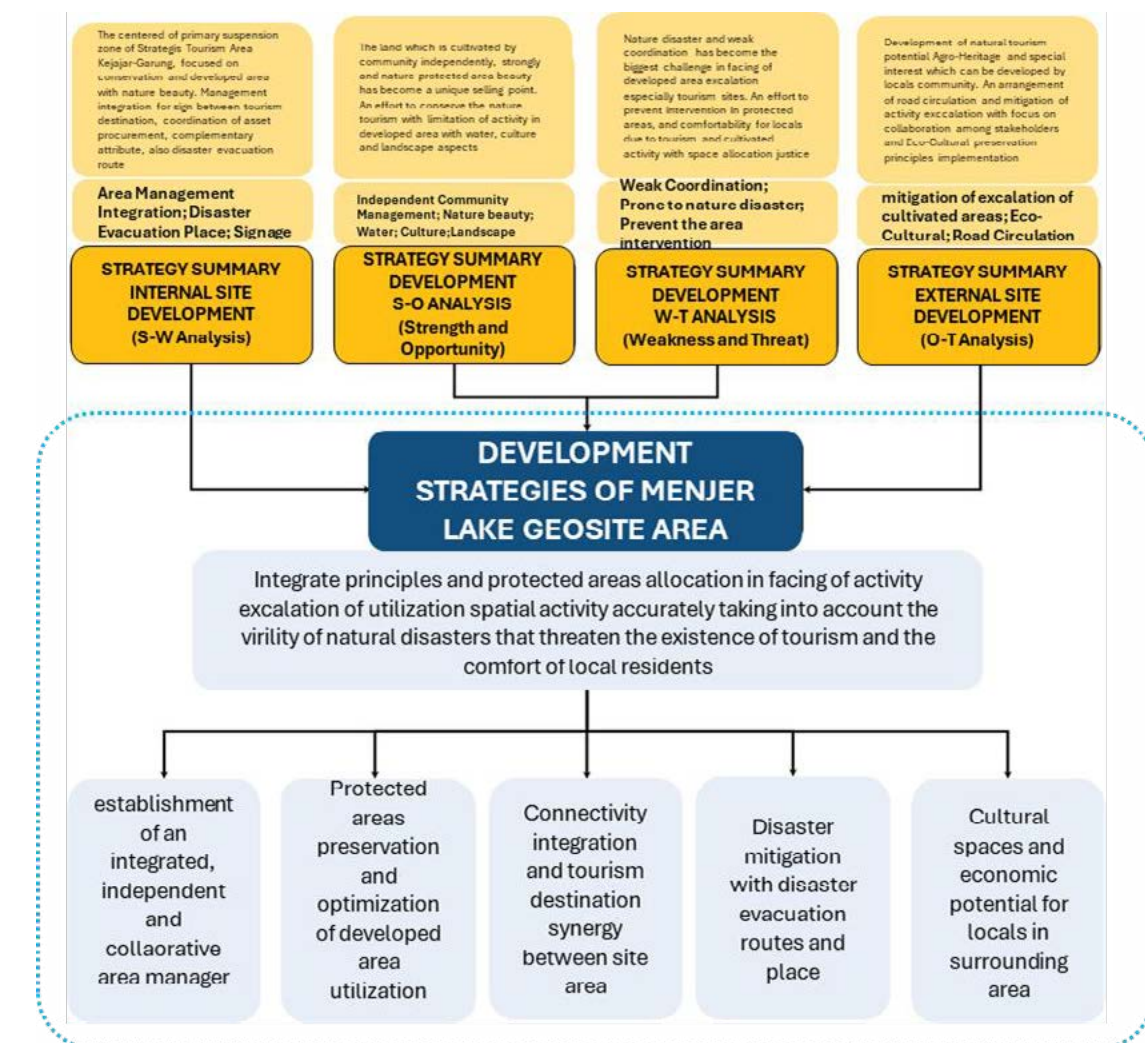 The centered of primary suspension
zone of Strategis Tourism Area
Kejajar-Garung, focused on
conservation and developed area
with nature beauty. Management
integration for sign between tourism
destination, coordination of asset
procurement, complementary
attribute, also disaster evacuation
route
Area Management
Integration; Disaster
Evacuation Place; Signage
STRATEGY SUMMARY
INTERNAL SITE
DEVELOPMENT
(S-W Analysis)
The land which is cultivated by
community independently, strongly
and nature protected area beauty
has become a unique selling point.
An effort to conserve the nature
tourism with limitation of activity in
developed area with water, culture
and landscape aspects
Independent Community
Management; Nature beauty;
Water; Culture;Landscape
STRATEGY SUMMARY
DEVELOPMENT
S-O ANALYSIS
(Strength and
Opportunity)
Nature disaster and weak
coordination has become the
biggest challenge in facing of
developed area excalation
especially tourism sites. An effort to
prevent intervention in protected
areas, and comfortability for locals
due to tourism and cultivated
activity with space allocation justice
Weak Coordination;
Prone to nature disaster;
Prevent the area
intervention
STRATEGY SUMMARY
DEVELOPMENT
W-T ANALYSIS
(Weakness and Threat)
Development of natural tourism
potential Agro-Heritage and special
interest which can be developed by
locals community. An arrangement
of road circulation and mitigation of
activity exccalation with focus on
collaboration among stakeholders
and Eco-Cultural preservation
principles implementation
mitigation of excalation of
cultivated areas; Eco-
Cultural; Road Circulation
STRATEGY SUMMARY
EXTERNAL SITE
DEVELOPMENT
(O-T Analysis)
DEVELOPMENT
STRATEGIES OF MENJER
LAKE GEOSITE AREA
Integrate principles and protected areas allocation in facing of activity
excalation of utilization spatial activity accurately taking into account the
virility of natural disasters that threaten the existence of tourism and the
comfort of local residents
establishment
of an
integrated,
independent
and
collaorative
area manager
Protected
areas
preservation
and
optimization
of developed
area
utilization
Connectivity
integration
and tourism
destination
synergy
between site
area
Disaster
mitigation
with disaster
evacuation
routes and
place
Cultural
spaces and
economic
potential for
locals in
surrounding
area